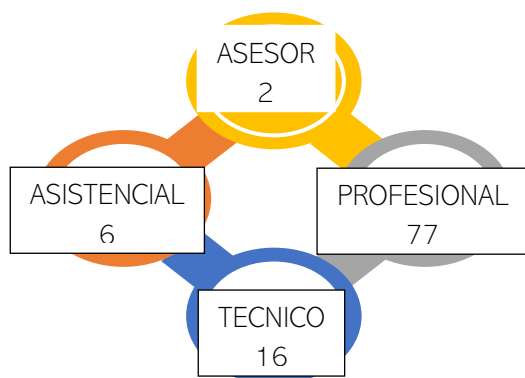 ASESOR
2
ASISTENCIAL
6
PROFESIONAL
77
TECNICO
16